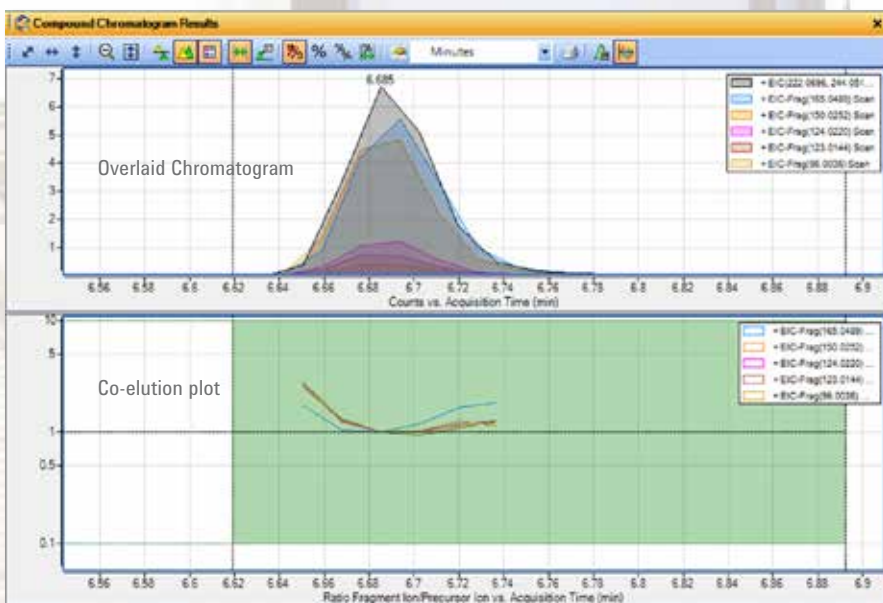 Compound Chromatogram Results
Minutes
7
6
5
4
3
2
1
6.685
Overlaid Chromatogram
+ EIC(222.0696, 244.051...
+ EIC-Frag(165.0489) Scan
+ EIC-Frag(150.0252) Scan
+ EIC-Frag(124.0220) Scan
+ EIC-Frag(123.0144) Scan
+ EIC-Frag(96.0036) Scan
6.56 6.58 6.6 6.62 6.64 6.66 6.68 6.7 6.72 6.74 6.76 6.78 6.8 6.82 6.84 6.86 6.88 6.9
Counts vs. Acquisition Time (min)
10
5
1
0.5
0.1
Co-elution plot
+ EIC-Frag(165.0489) ...
+ EIC-Frag(150.0252) ...
+ EIC-Frag(124.0220) ...
+ EIC-Frag(123.0144) ...
+ EIC-Frag(96.0036) ...
6.56 6.58 6.6 6.62 6.64 6.66 6.68 6.7 6.72 6.74 6.76 6.78 6.8 6.82 6.84 6.86 6.88 6.9
Ratio Fragment Ion/Precursor Ion vs. Acquisition Time (min)